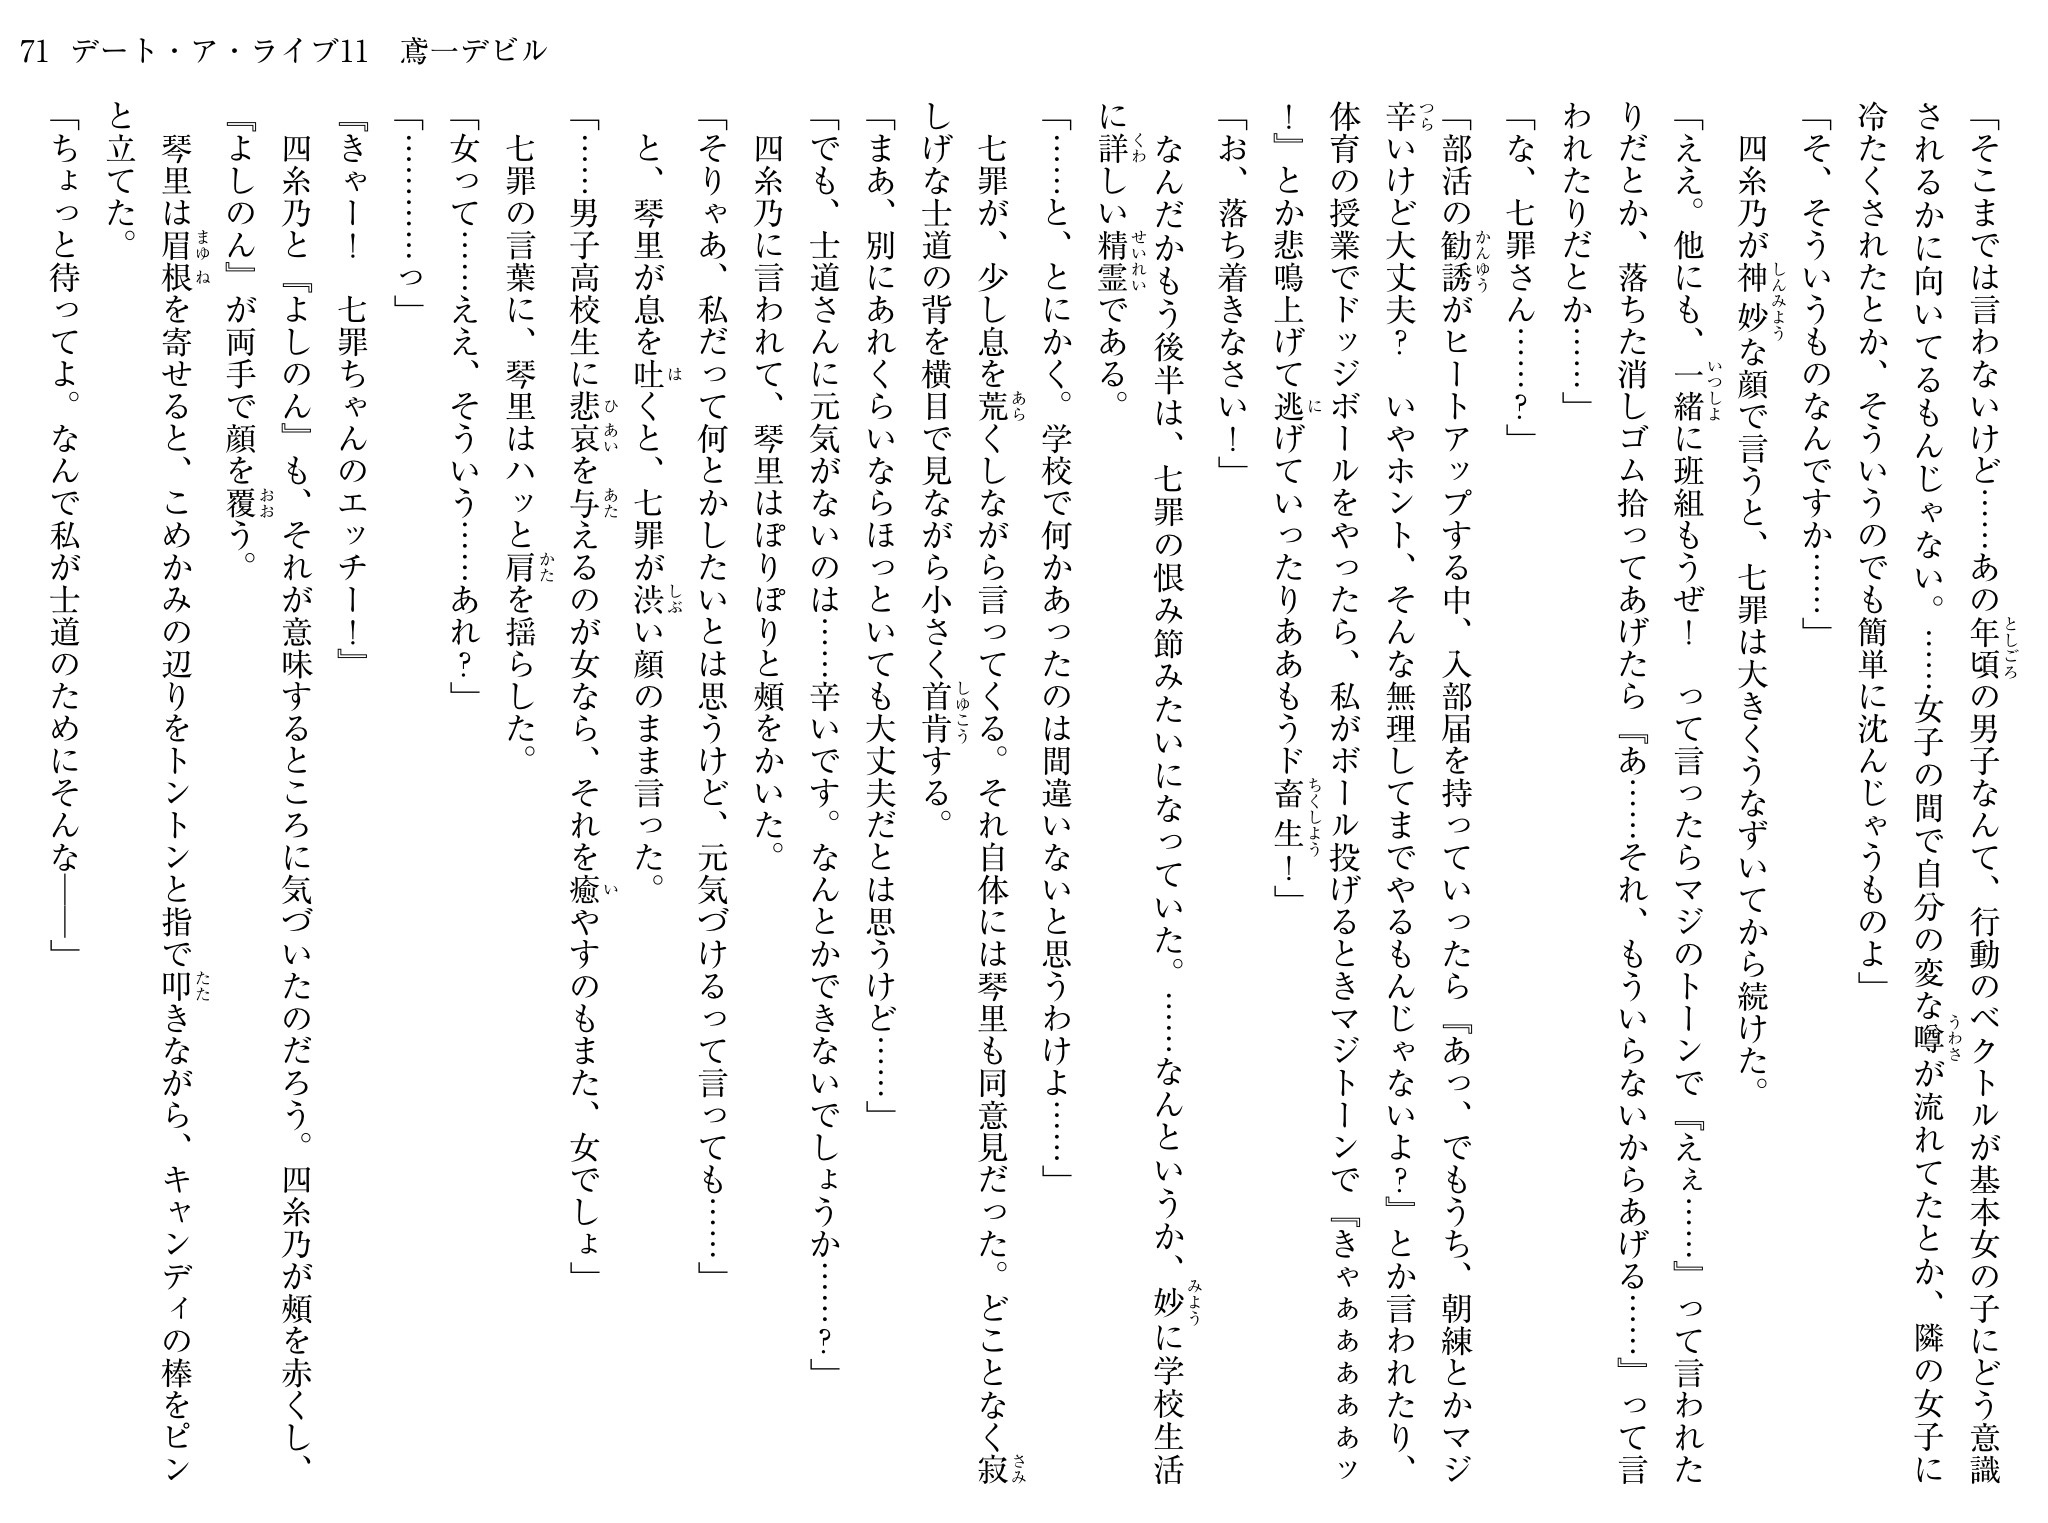 71 デート・ア・ライブ11 鳶一デビル
「そこまでは言わないけど……あの年頃の男子なんて、行動のベクトルが基本女の子にどう意識
されるかに向いてるもんじゃない。……女子の間で自分の変な噂が流れてたとか、隣の女子に
冷たくされたとか、そういうのでも簡単に沈んじゃうものよ」
「そ、そういうものなんですか……」
四糸乃が神妙な顔で言うと、七罪は大きくうなずいてから続けた。
「ええ。他にも、一緒に班組もうぜ！　って言ったらマジのトーンで『えぇ……』って言われた
りだとか、落ちた消しゴム拾ってあげたら『あ……それ、もういらないからあげる……』って言
われたりだとか……」
「な、七罪さん……？」
「部活の勧誘がヒートアップする中、入部届を持っていったら『あっ、でもうち、朝練とかマジ
辛いけど大丈夫？　いやホント、そんな無理してまでやるもんじゃないよ？』とか言われたり、
体育の授業でドッジボールをやったら、私がボール投げるときマジトーンで『きゃぁぁぁぁぁッ
！』とか悲鳴上げて逃げていったりああもうド畜生！」
「お、落ち着きなさい！」
なんだかもう後半は、七罪の恨み節みたいになっていた。……なんというか、妙に学校生活
に詳しい精霊である。
「……と、とにかく。学校で何かあったのは間違いないと思うわけよ……」
七罪が、少し息を荒くしながら言ってくる。それ自体には琴里も同意見だった。どことなく寂
しげな士道の背を横目で見ながら小さく首肯する。
「まあ、別にあれくらいならほっといても大丈夫だとは思うけど……」
「でも、士道さんに元気がないのは……辛いです。なんとかできないでしょうか……？」
四糸乃に言われて、琴里はぽりぽりと頰をかいた。
「そりゃあ、私だって何とかしたいとは思うけど、元気づけるって言っても……」
と、琴里が息を吐くと、七罪が渋い顔のまま言った。
「……男子高校生に悲哀を与えるのが女なら、それを癒やすのもまた、女でしょ」
七罪の言葉に、琴里はハッと肩を揺らした。
「女って……ええ、そういう……あれ？」
「…………っ」
『きゃー！　七罪ちゃんのエッチー！』
四糸乃と『よしのん』も、それが意味するところに気づいたのだろう。四糸乃が頰を赤くし、
『よしのん』が両手で顔を覆う。
琴里は眉根を寄せると、こめかみの辺りをトントンと指で叩きながら、キャンディの棒をピン
と立てた。
「ちょっと待ってよ。なんで私が士道のためにそんな――」